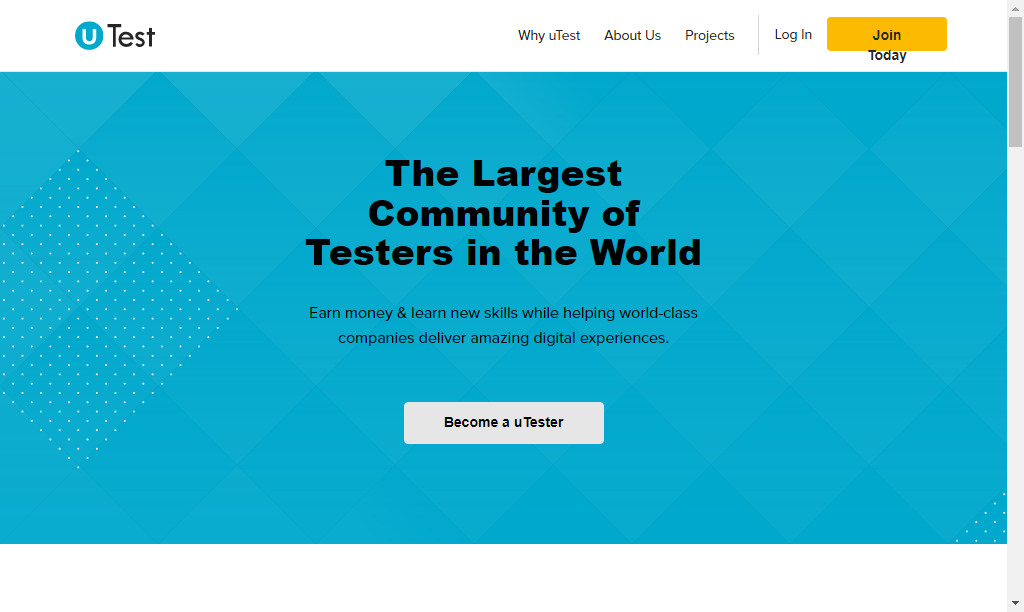 uTest
Why uTest
About Us
Projects
Log In
Join
Today
The Largest
Community of
Testers in the World
Earn money & learn new skills while helping world-class
companies deliver amazing digital experiences.
Become a uTester